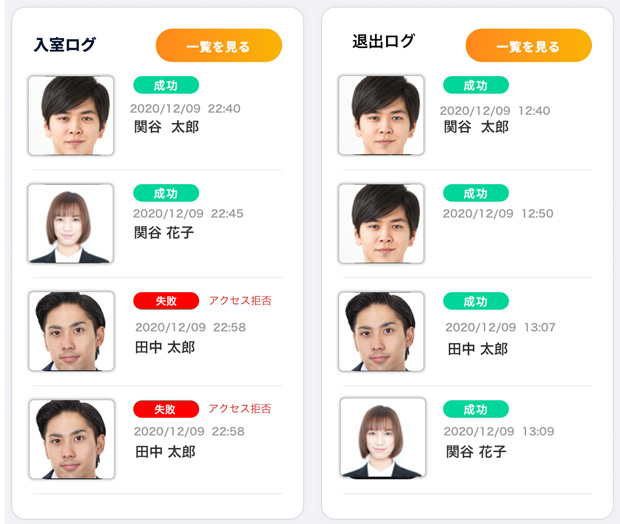 入室ログ
一覧を見る
成功
2020/12/09 22:40
関谷 太郎
成功
2020/12/09 22:45
関谷 花子
失敗 アクセス拒否
2020/12/09 22:58
田中 太郎
失敗 アクセス拒否
2020/12/09 22:58
田中 太郎
退出ログ
一覧を見る
成功
2020/12/09 12:40
関谷 太郎
成功
2020/12/09 12:50
成功
2020/12/09 13:07
田中 太郎
成功
2020/12/09 13:09
関谷 花子